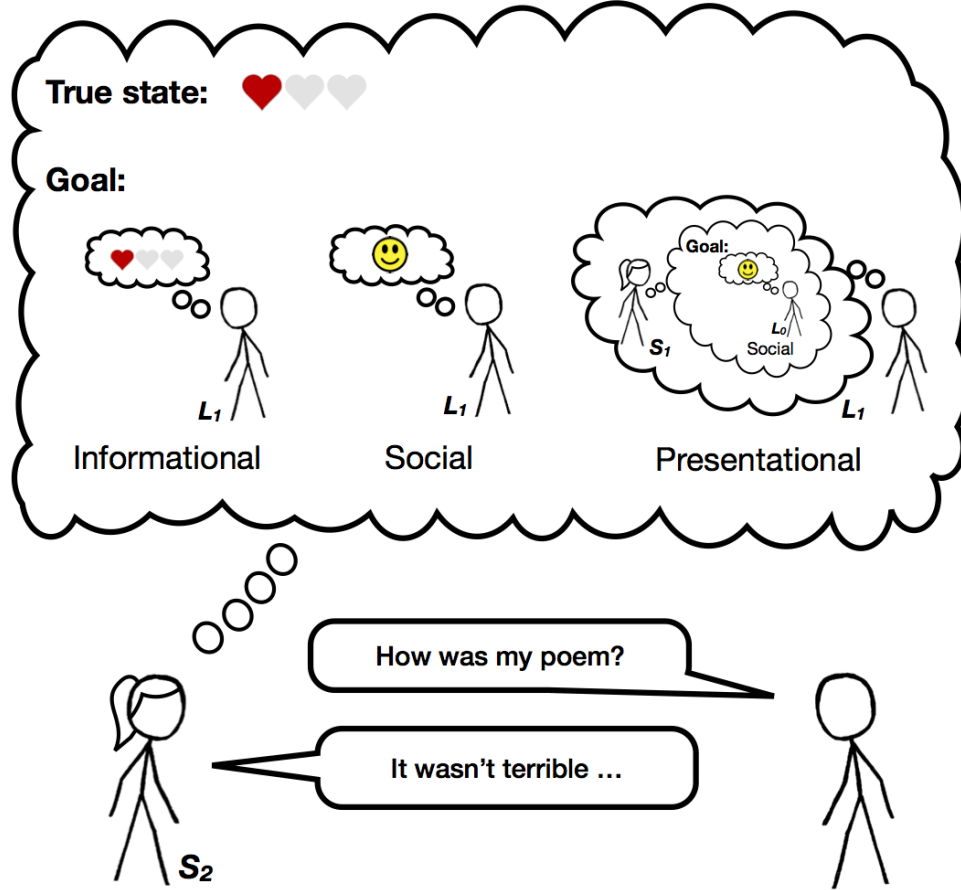 True state:
Goal:
Goal:
S₁
L₀
Social
L₁
L₁
L₁
Informational
Social
Presentational
How was my poem?
It wasn’t terrible …
S₂